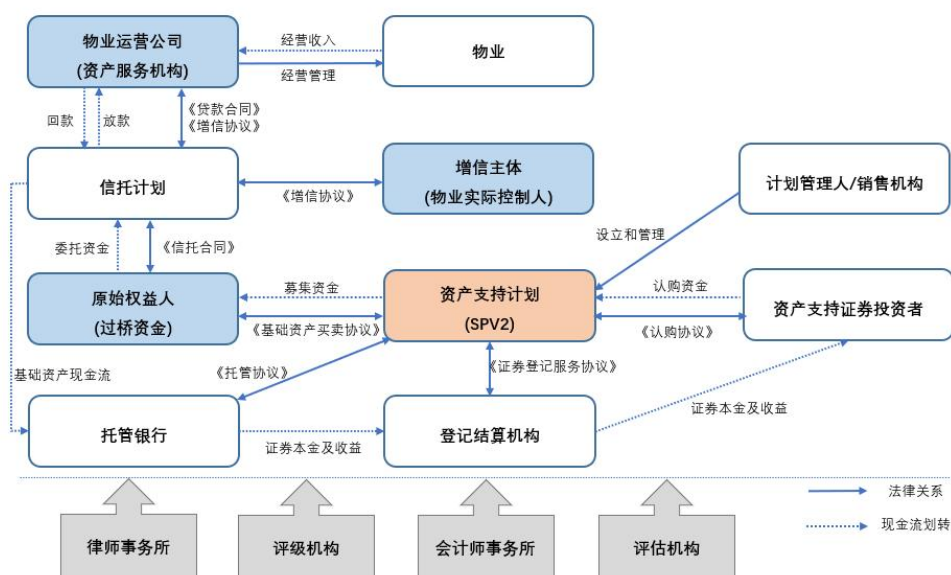 物业运营公司
(资产服务机构)
经营收入
经营管理
物业
回款
放款
《贷款合同》
《增信协议》
信托计划
《增信协议》
增信主体
(物业实际控制人)
计划管理人/销售机构
委托资金
《信托合同》
设立和管理
原始权益人
(过桥资金)
募集资金
《基础资产买卖协议》
资产支持计划
(SPV2)
认购资金
《认购协议》
资产支持证券投资者
基础资产现金流
《托管协议》
《证券登记服务协议》
托管银行
证券本金及收益
登记结算机构
证券本金及收益
法律关系
现金流划转
律师事务所
评级机构
会计师事务所
评估机构